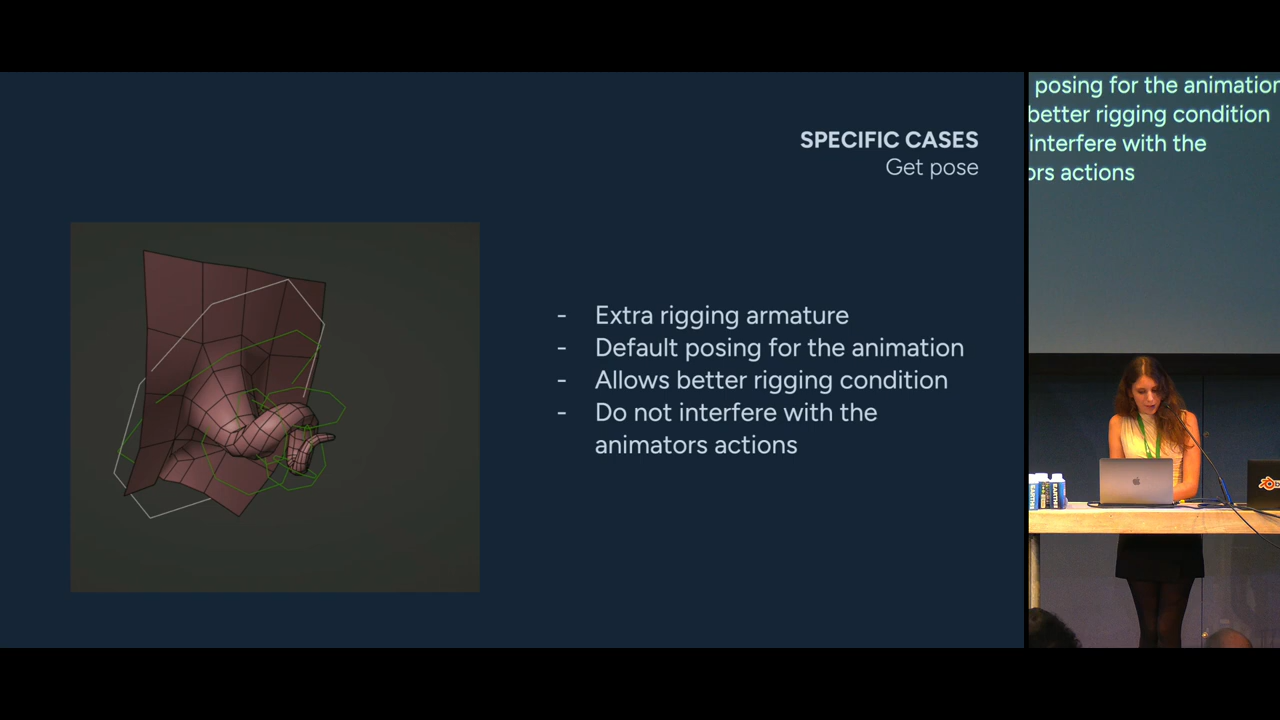 SPECIFIC CASES
Get pose
- Extra rigging armature
- Default posing for the animation
- Allows better rigging condition
- Do not interfere with the
animators actions
posing for the animation
better rigging condition
interfere with the
ors actions